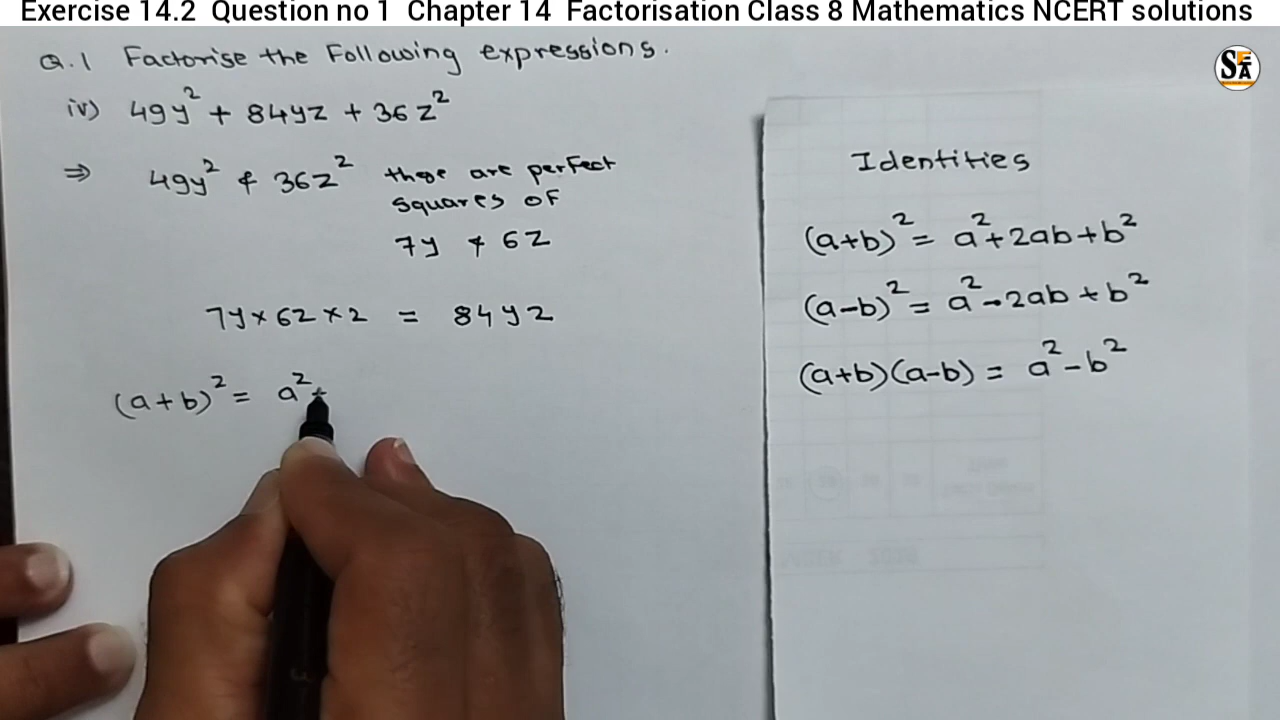 Exercise 14.2 Question no 1 Chapter 14 Factorisation Class 8 Mathematics NCERT solutions
Q.1 Factorise the Following expressions.
iv) 49y² + 84yz + 36z²
⇒ 49y² & 36z² these are perfect
squares of
7y & 6z
7y × 6z × 2 = 84yz
(a+b)² = a² +
SFTA
Identities
(a+b)² = a²+2ab+b²
(a-b)² = a²-2ab+b²
(a+b)(a-b) = a²-b²